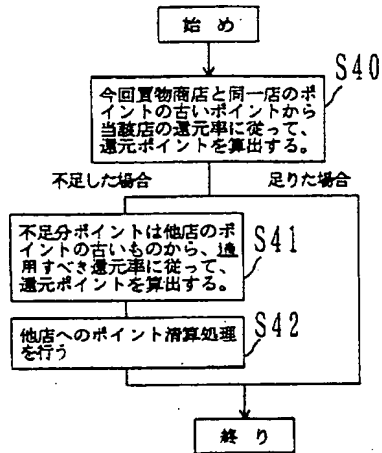 始め
S40
今回買物商店と同一店のポ
イントの古いポイントから
当該店の還元率に従って、
還元ポイントを算出する。
不足した場合
足りた場合
不足分ポイントは他店のポ
イントの古いものから、適
用すべき還元率に従って、
還元ポイントを算出する。
S41
他店へのポイント清算処理
を行う
S42
終り